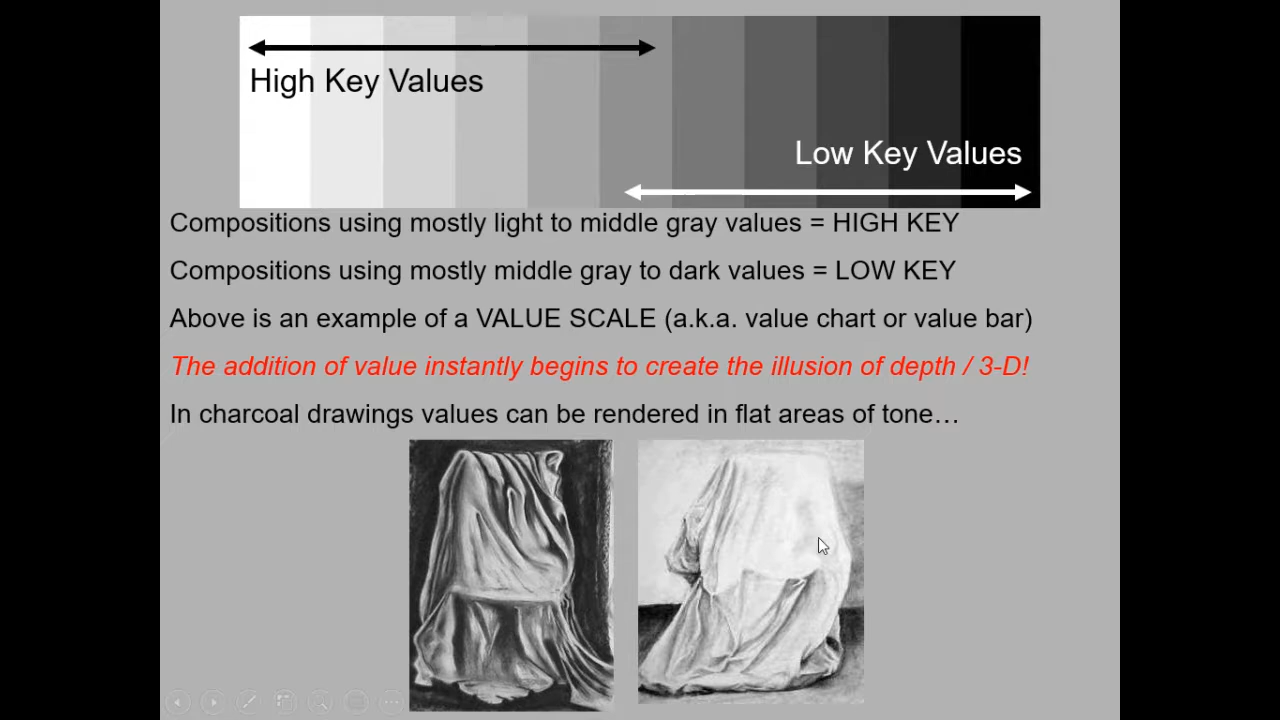 High Key Values
Low Key Values
Compositions using mostly light to middle gray values = HIGH KEY
Compositions using mostly middle gray to dark values = LOW KEY
Above is an example of a VALUE SCALE (a.k.a. value chart or value bar)
The addition of value instantly begins to create the illusion of depth / 3-D!
In charcoal drawings values can be rendered in flat areas of tone…